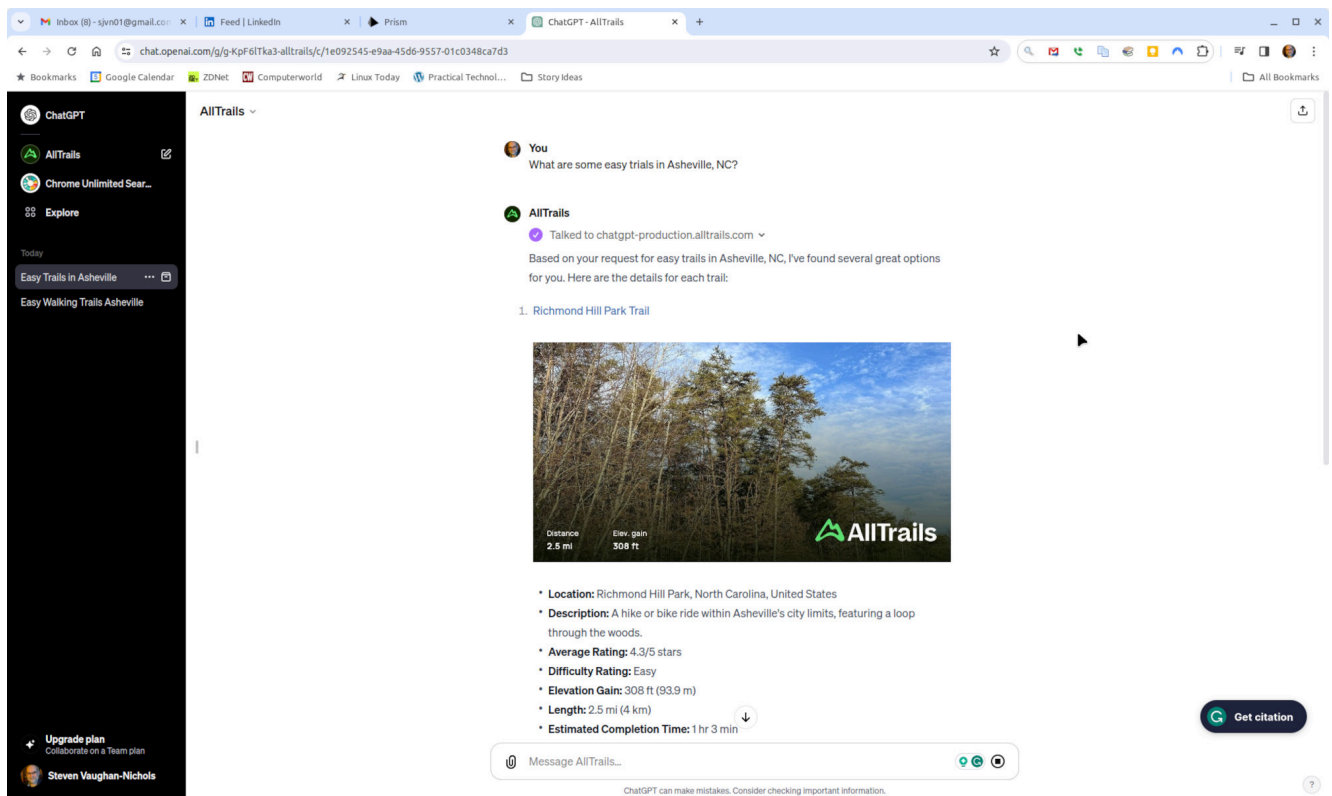 Inbox (8) - sjvn01@gmail.com
Feed | LinkedIn
Prism
ChatGPT - AllTrails
chat.openai.com/g/g-KpF6lTka3-alltrails/c/1e092545-e9aa-45d6-9557-01c0348ca7d3
Bookmarks
Google Calendar
ZDNet
Computerworld
Linux Today
Practical Technol...
Story Ideas
All Bookmarks
ChatGPT
AllTrails
Chrome Unlimited Sear...
Explore
Today
Easy Trails in Asheville
Easy Walking Trails Asheville
Upgrade plan
Collaborate on a Team plan
Steven Vaughan-Nichols
AllTrails
You
What are some easy trials in Asheville, NC?
AllTrails
Talked to chatgpt-production.alltrails.com
Based on your request for easy trails in Asheville, NC, I've found several great options
for you. Here are the details for each trail:
1. Richmond Hill Park Trail
Distance
2.5 mi
Elev. gain
308 ft
AllTrails
• Location: Richmond Hill Park, North Carolina, United States
• Description: A hike or bike ride within Asheville's city limits, featuring a loop
through the woods.
• Average Rating: 4.3/5 stars
• Difficulty Rating: Easy
• Elevation Gain: 308 ft (93.9 m)
• Length: 2.5 mi (4 km)
• Estimated Completion Time: 1 hr 3 min
Get citation
Message AllTrails...
ChatGPT can make mistakes. Consider checking important information.
?